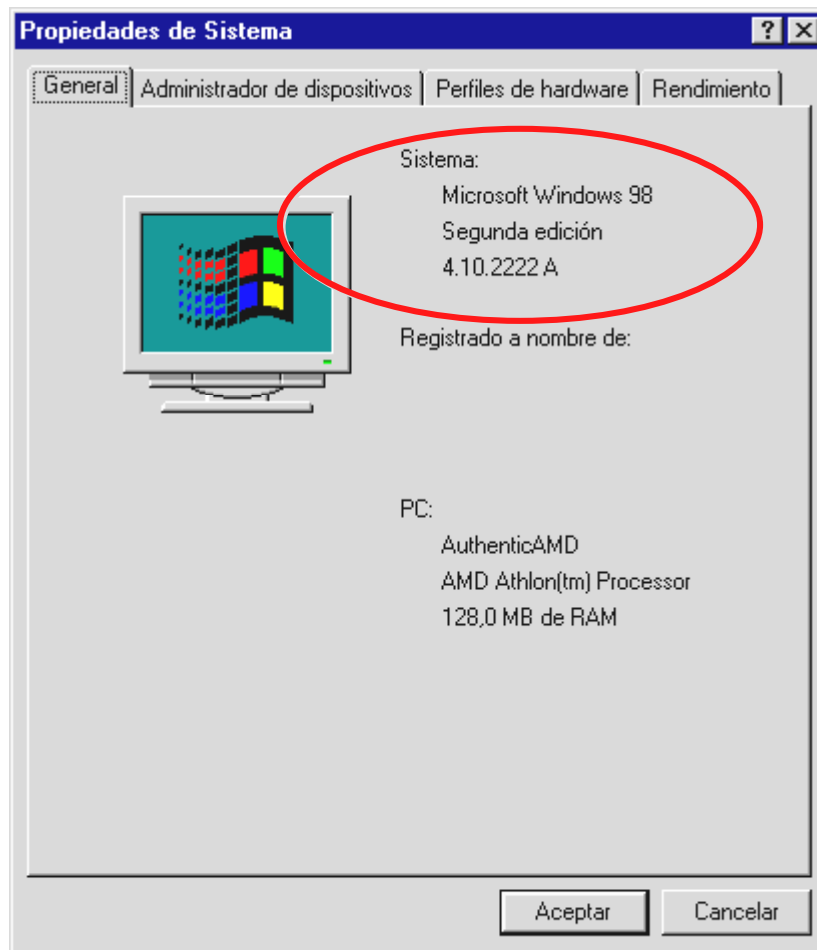 Propiedades de Sistema
General
Administrador de dispositivos
Perfiles de hardware
Rendimiento
Sistema:
Microsoft Windows 98
Segunda edición
4.10.2222 A
Registrado a nombre de:
PC:
AuthenticAMD
AMD Athlon(tm) Processor
128,0 MB de RAM
Aceptar
Cancelar